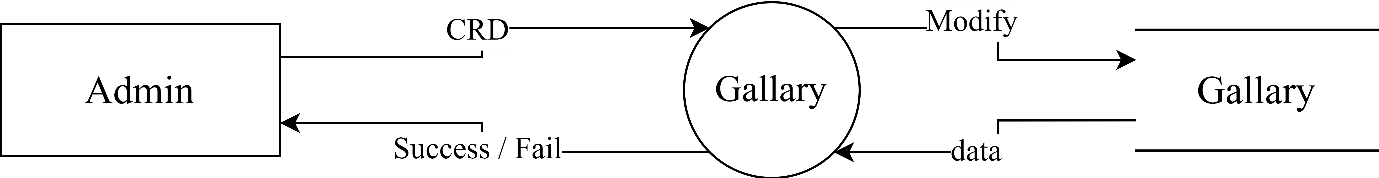 CRD
Modify
Admin
Gallary
Gallary
Success / Fail
data